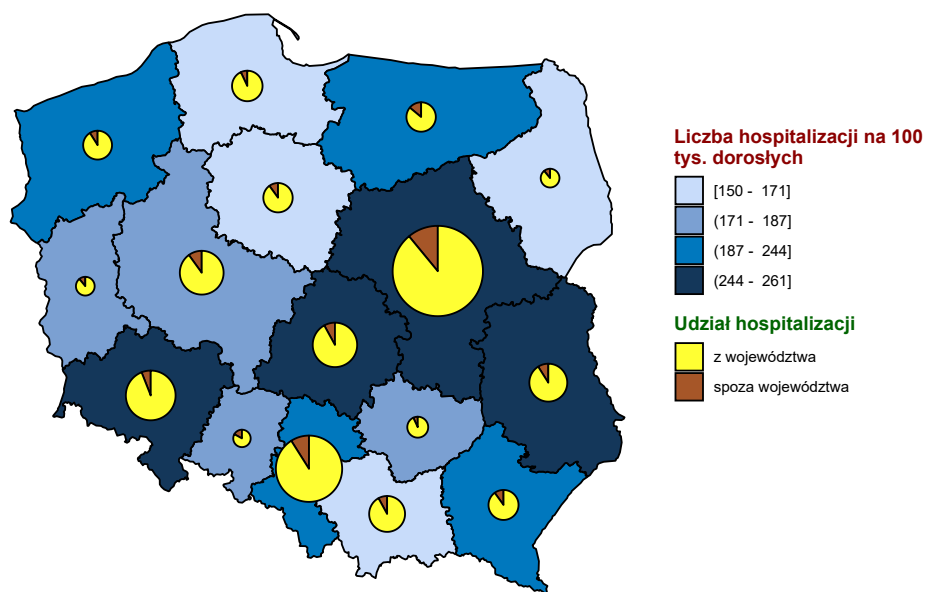 Liczba hospitalizacji na 100
tys. dorosłych
[150 - 171]
(171 - 187]
(187 - 244]
(244 - 261]
Udział hospitalizacji
z województwa
spoza województwa